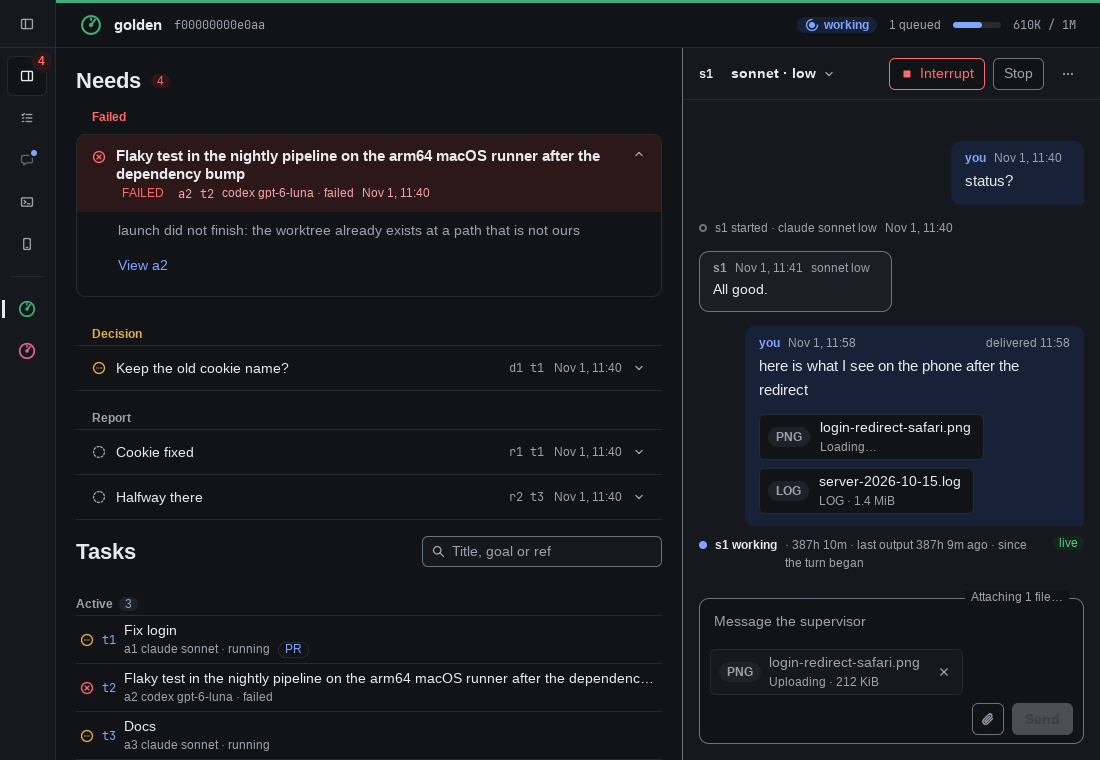 golden f00000000e0aa
working 1 queued 610K / 1M
4
Needs 4
Failed
Flaky test in the nightly pipeline on the arm64 macOS runner after the
dependency bump
FAILED a2 t2 codex gpt-6-luna · failed Nov 1, 11:40
launch did not finish: the worktree already exists at a path that is not ours
View a2
Decision
Keep the old cookie name? d1 t1 Nov 1, 11:40
Report
Cookie fixed r1 t1 Nov 1, 11:40
Halfway there r2 t3 Nov 1, 11:40
Tasks
Title, goal or ref
Active 3
t1 Fix login
a1 claude sonnet · running PR
t2 Flaky test in the nightly pipeline on the arm64 macOS runner after the dependenc…
a2 codex gpt-6-luna · failed
t3 Docs
a3 claude sonnet · running
s1 sonnet · low Interrupt Stop
you Nov 1, 11:40
status?
s1 started · claude sonnet low Nov 1, 11:40
s1 Nov 1, 11:41 sonnet low
All good.
you Nov 1, 11:58 delivered 11:58
here is what I see on the phone after the
redirect
PNG login-redirect-safari.png
Loading…
LOG server-2026-10-15.log
LOG · 1.4 MiB
s1 working · 387h 10m · last output 387h 9m ago · since
the turn began
live
Attaching 1 file…
Message the supervisor
PNG login-redirect-safari.png
Uploading · 212 KiB
Send